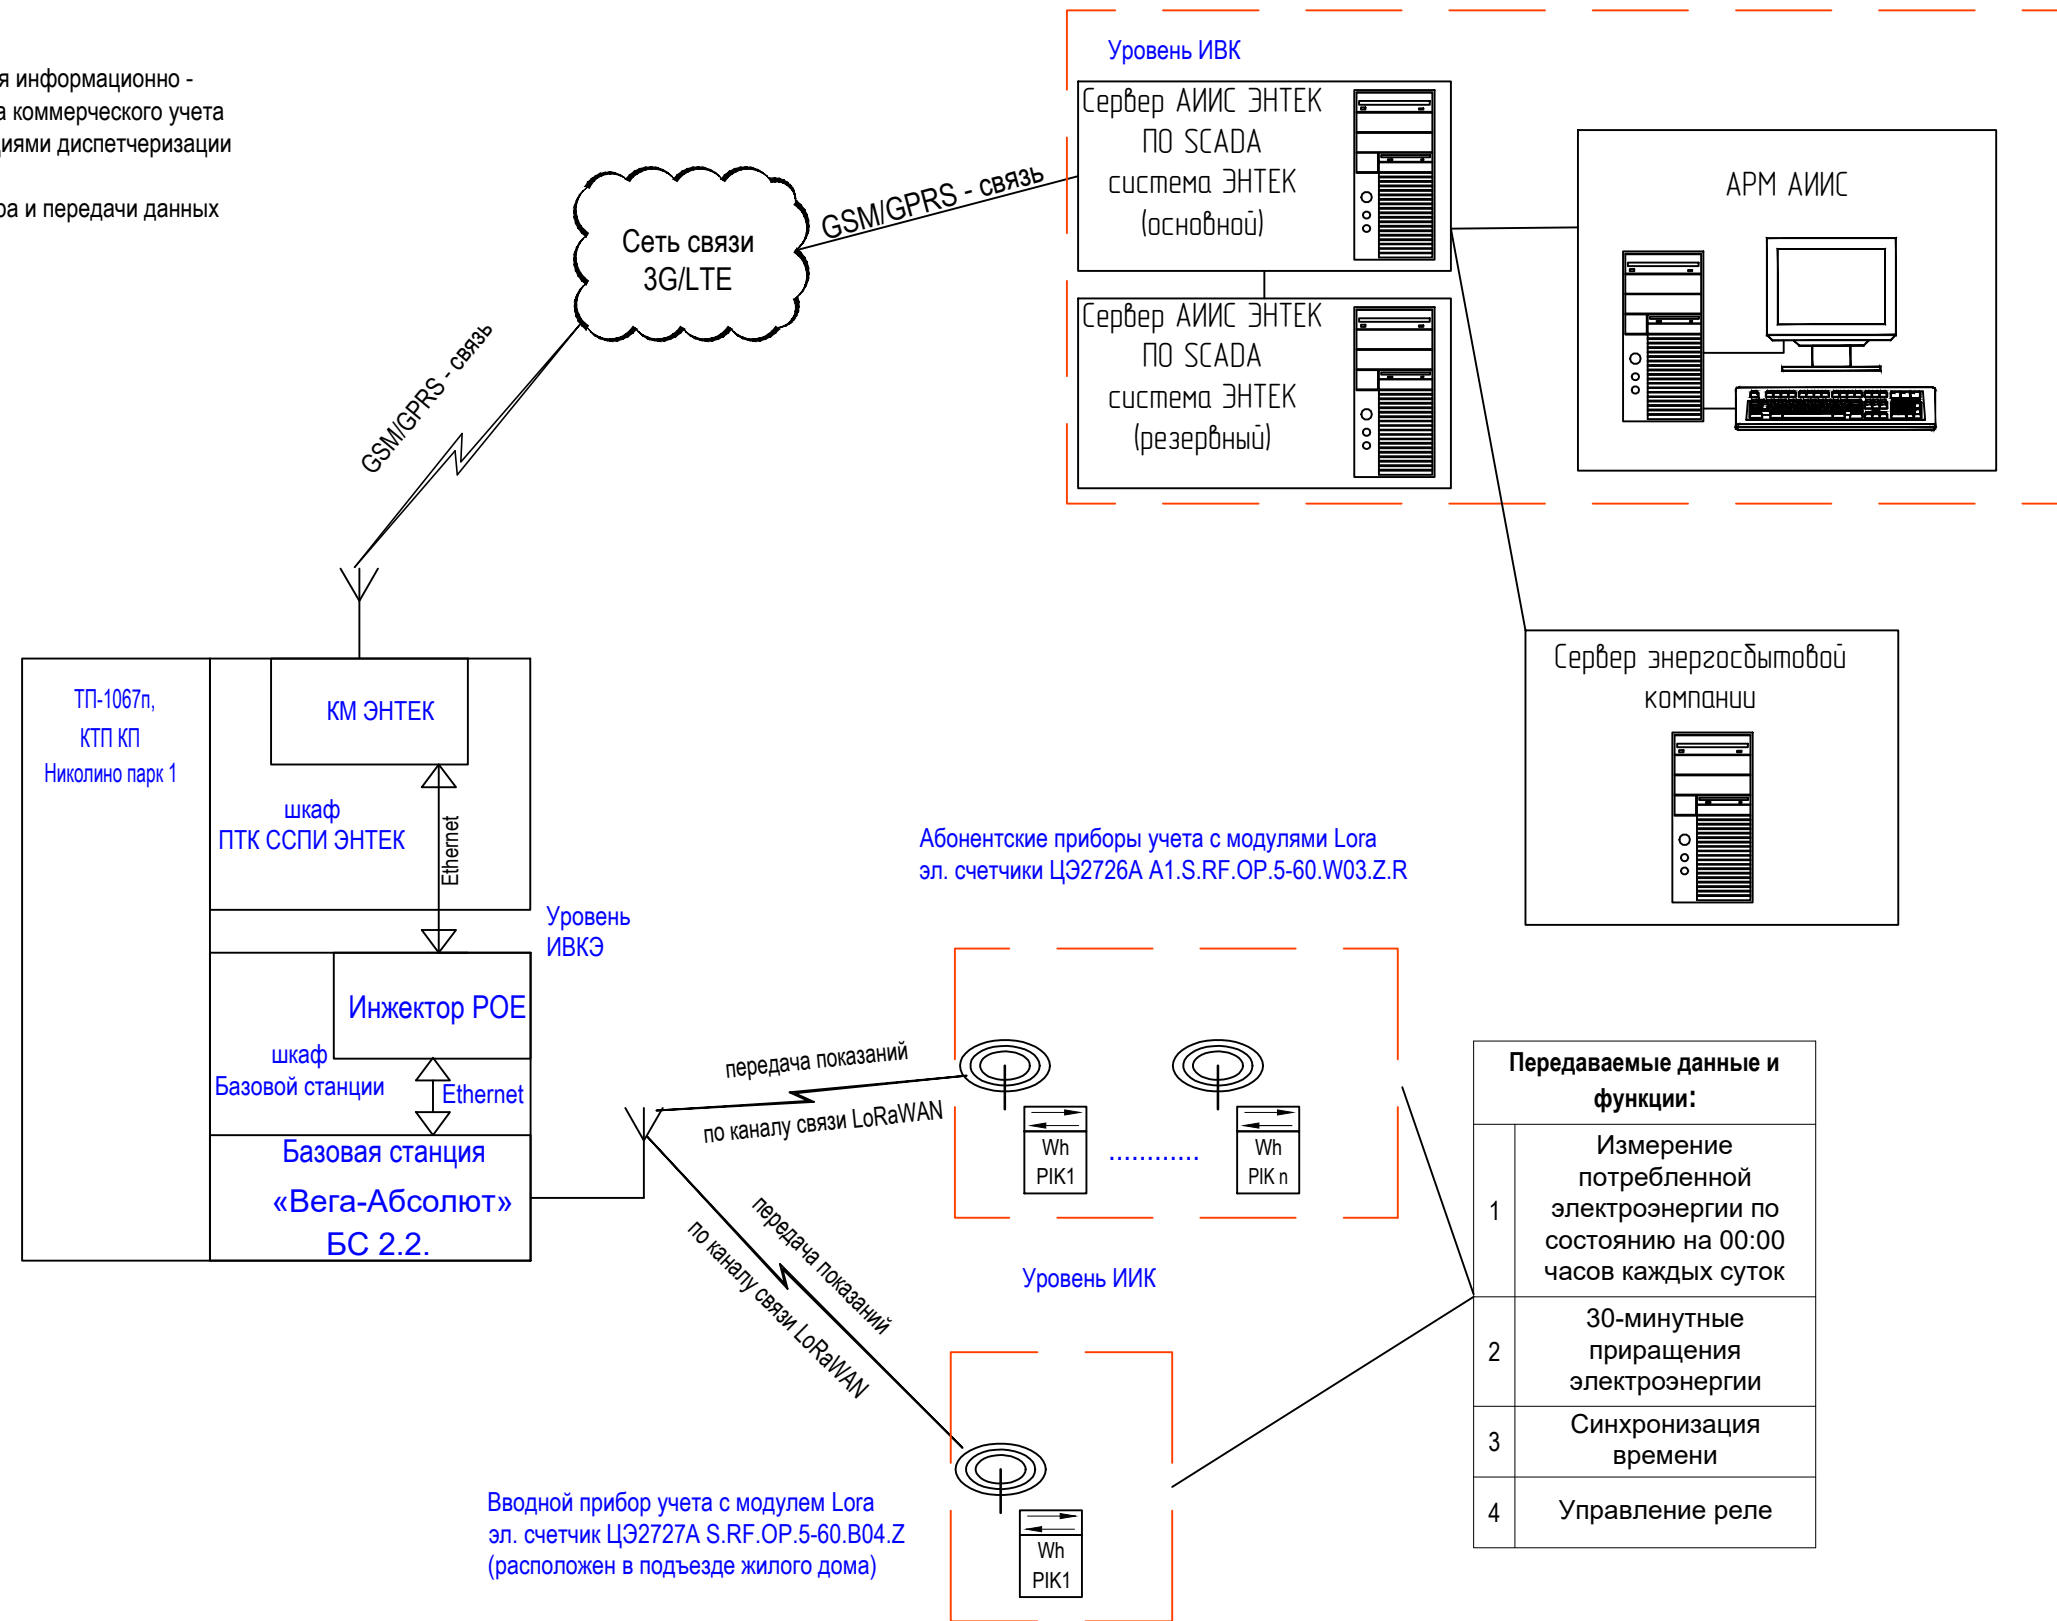 я информационно -
а коммерческого учета
циями диспетчеризации
ра и передачи данных
Уровень ИВК
Сервер АИИС ЭНТЕК
ПО SCADA
система ЭНТЕК
(основной)
Сервер АИИС ЭНТЕК
ПО SCADA
система ЭНТЕК
(резервный)
АРМ АИИС
Сеть связи
3G/LTE
GSM/GPRS - связь
GSM/GPRS - связь
Сервер энергосбытовой
компании
ТП-1067п,
КТП КП
Николино парк 1
КМ ЭНТЕК
шкаф
ПТК ССПИ ЭНТЕК
Ethernet
Уровень
ИВКЭ
Инжектор POE
шкаф
Базовой станции
Ethernet
Базовая станция
«Вега-Абсолют»
БС 2.2.
Абонентские приборы учета с модулями Lora
эл. счетчики ЦЭ2726А А1.S.RF.OP.5-60.W03.Z.R
передача показаний
по каналу связи LoRaWAN
передача показаний
по каналу связи LoRaWAN
Wh
PIK1
............
Wh
PIK n
Уровень ИИК
Вводной прибор учета с модулем Lora
эл. счетчик ЦЭ2727А S.RF.OP.5-60.B04.Z
(расположен в подъезде жилого дома)
Wh
PIK1
Передаваемые данные и
функции:
1
Измерение
потребленной
электроэнергии по
состоянию на 00:00
часов каждых суток
2
30-минутные
приращения
электроэнергии
3
Синхронизация
времени
4
Управление реле